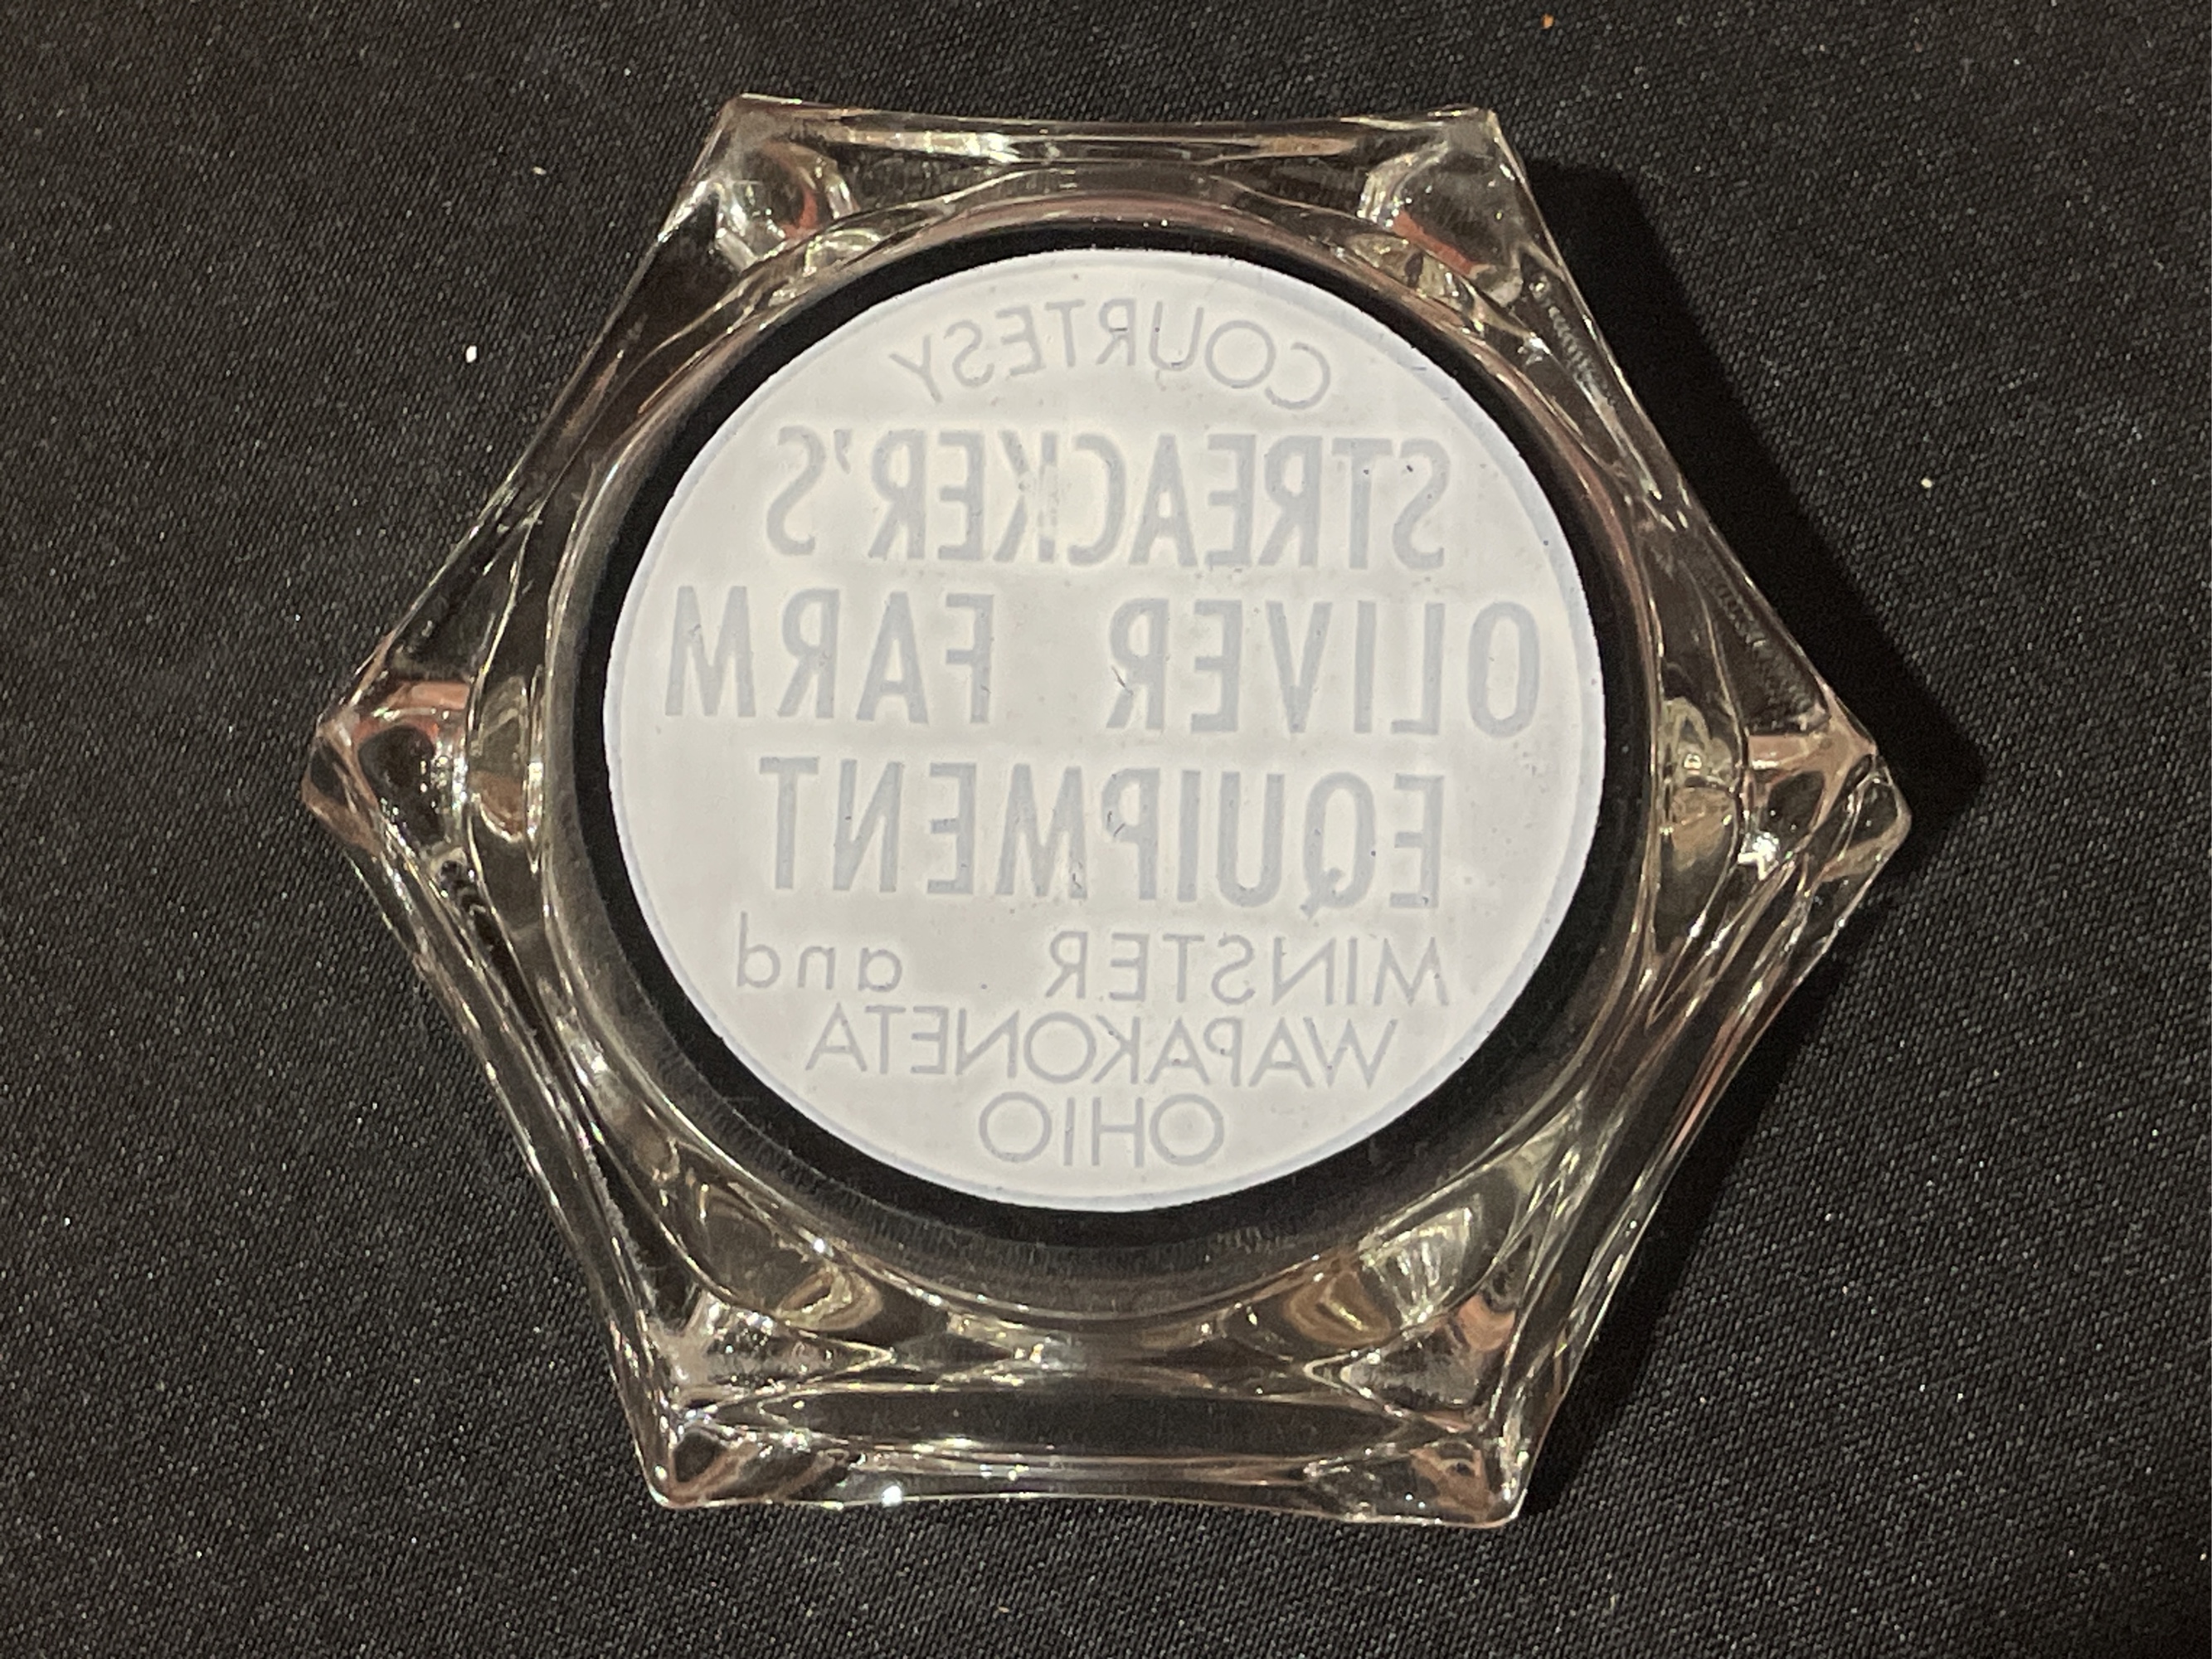 COURTESY
STREACKER'S
OLIVER FARM
EQUIPMENT
MINSTER and
WAPAKONETA
OHIO